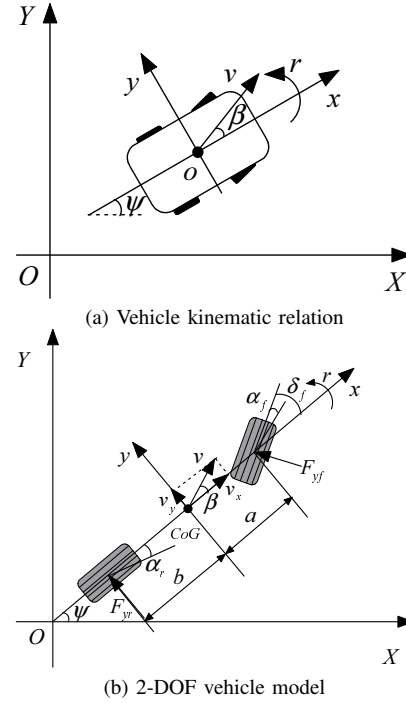 Y
y
v
r
x
β
o
ψ
O
X
(a) Vehicle kinematic relation
Y
α_f
δ_f
r
x
y
v
F_yf
v_y
v_x
β
a
CoG
α_r
b
F_yr
ψ
O
X
(b) 2-DOF vehicle model